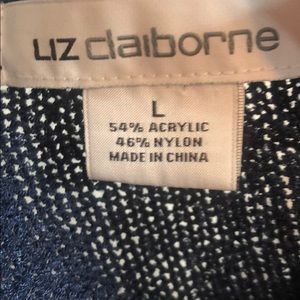 LIZ claiborne
L
54% ACRYLIC
46% NYLON
MADE IN CHINA